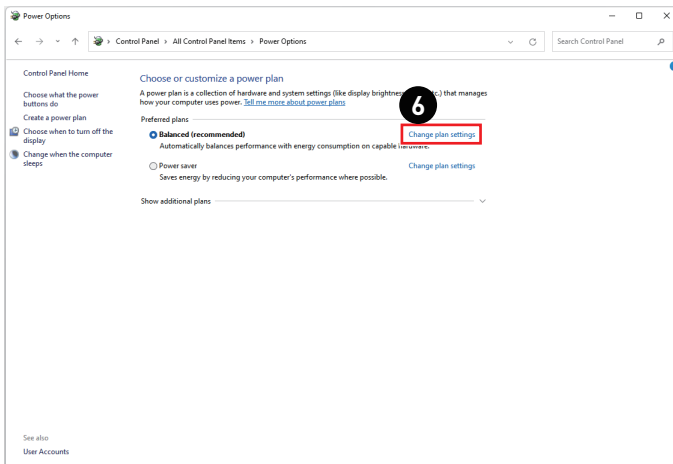 Power Options
Control Panel > All Control Panel Items > Power Options
Search Control Panel
Control Panel Home
Choose what the power
buttons do
Create a power plan
Choose when to turn off the
display
Change when the computer
sleeps
Choose or customize a power plan
A power plan is a collection of hardware and system settings (like display brightness, c.) that manages
how your computer uses power. Tell me more about power plans
6
Preferred plans
Balanced (recommended)
Change plan settings
Automatically balances performance with energy consumption on capable hardware.
Power saver
Change plan settings
Saves energy by reducing your computer's performance where possible.
Show additional plans
See also
User Accounts